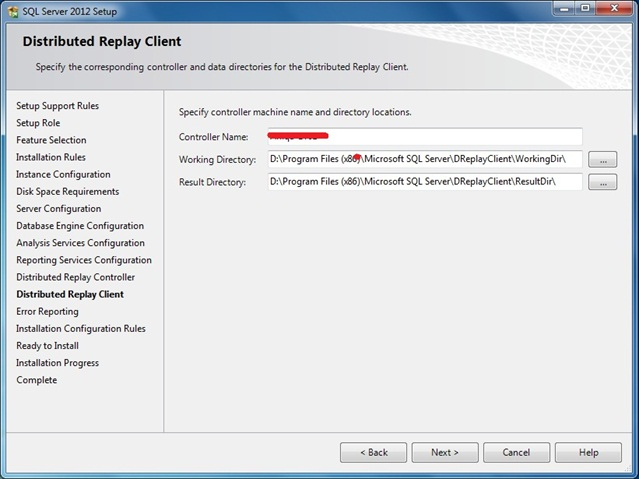 SQL Server 2012 Setup
Distributed Replay Client
Specify the corresponding controller and data directories for the Distributed Replay Client.
Setup Support Rules
Setup Role
Feature Selection
Installation Rules
Instance Configuration
Disk Space Requirements
Server Configuration
Database Engine Configuration
Analysis Services Configuration
Reporting Services Configuration
Distributed Replay Controller
Distributed Replay Client
Error Reporting
Installation Configuration Rules
Ready to Install
Installation Progress
Complete
Specify controller machine name and directory locations.
Controller Name:
Working Directory: D:\Program Files (x86)\Microsoft SQL Server\DReplayClient\WorkingDir\ ...
Result Directory: D:\Program Files (x86)\Microsoft SQL Server\DReplayClient\ResultDir\ ...
< Back Next > Cancel Help